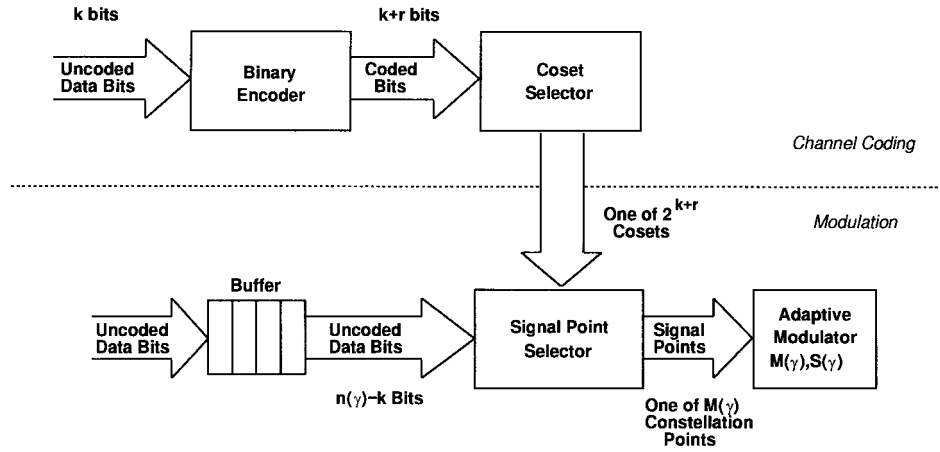 k bits
k+r bits
Uncoded
Data Bits
Binary
Encoder
Coded
Bits
Coset
Selector
Channel Coding
One of 2^{k+r}
Cosets
Modulation
Buffer
Uncoded
Data Bits
Uncoded
Data Bits
n(γ)−k Bits
Signal Point
Selector
Signal
Points
One of M(γ)
Constellation
Points
Adaptive
Modulator
M(γ),S(γ)